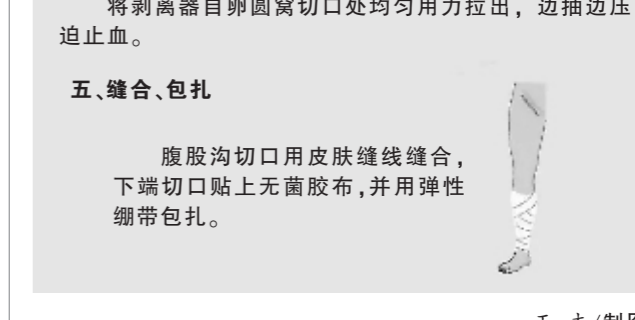 将剥离器自卵圆窝切口处均匀用力拉出，边抽边压
迫止血。
五、缝合、包扎
腹股沟切口用皮肤缝线缝合，
下端切口贴上无菌胶布，并用弹性
绷带包扎。